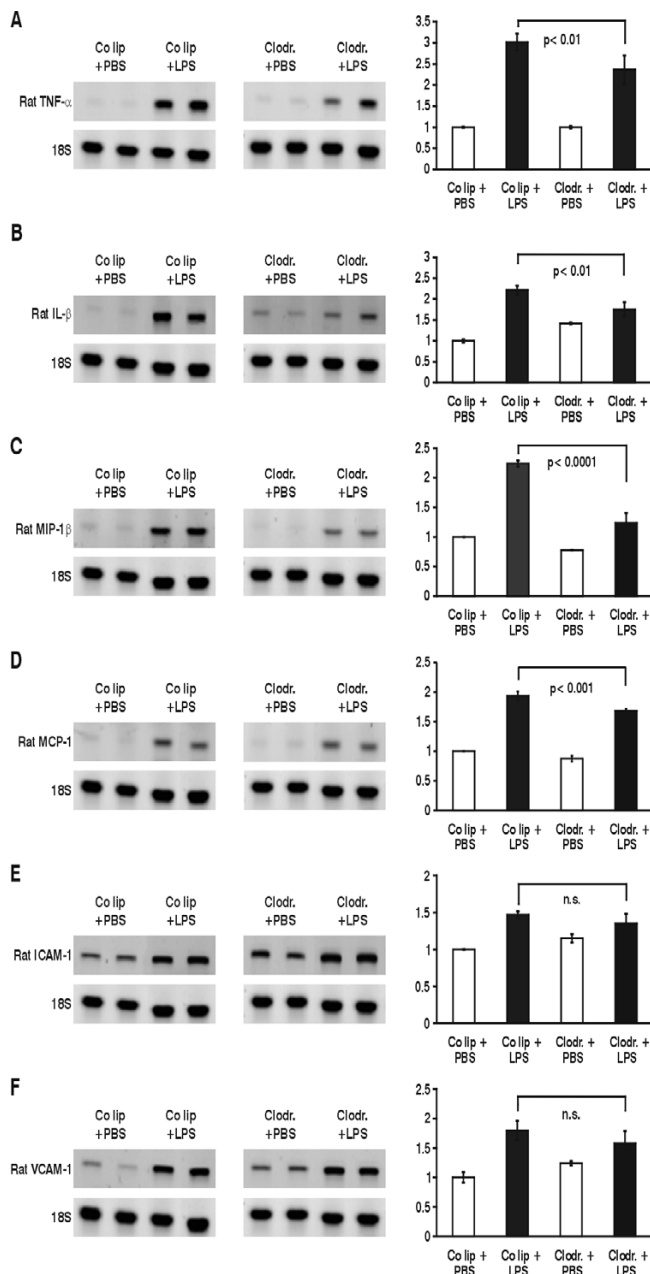 A
Co lip Co lip Clodr. Clodr.
+PBS +LPS +PBS +LPS
Rat TNF-α
18S
3.5
3
2.5
2
1.5
1
0.5
0
p< 0.01
Co lip + Co lip + Clodr. + Clodr. +
PBS LPS PBS LPS
B
Co lip Co lip Clodr. Clodr.
+PBS +LPS +PBS +LPS
Rat IL-β
18S
3
2.5
2
1.5
1
0.5
0
p < 0.01
Co lip + Co lip + Clodr. + Clodr. +
PBS LPS PBS LPS
C
Co lip Co lip Clodr. Clodr.
+PBS +LPS +PBS +LPS
Rat MIP-1β
18S
2.5
2
1.5
1
0.5
0
p < 0.0001
Co lip + Co lip + Clodr. + Clodr. +
PBS LPS PBS LPS
D
Co lip Co lip Clodr. Clodr.
+PBS +LPS +PBS +LPS
Rat MCP-1
18S
2.5
2
1.5
1
0.5
0
p< 0.001
Co lip + Co lip + Clodr. + Clodr. +
PBS LPS PBS LPS
E
Co lip Co lip Clodr. Clodr.
+PBS +LPS +PBS +LPS
Rat ICAM-1
18S
2
1.5
1
0.5
0
n.s.
Co lip + Co lip + Clodr. + Clodr. +
PBS LPS PBS LPS
F
Co lip Co lip Clodr. Clodr.
+PBS +LPS +PBS +LPS
Rat VCAM-1
18S
2.5
2
1.5
1
0.5
0
n.s.
Co lip + Co lip + Clodr. + Clodr. +
PBS LPS PBS LPS